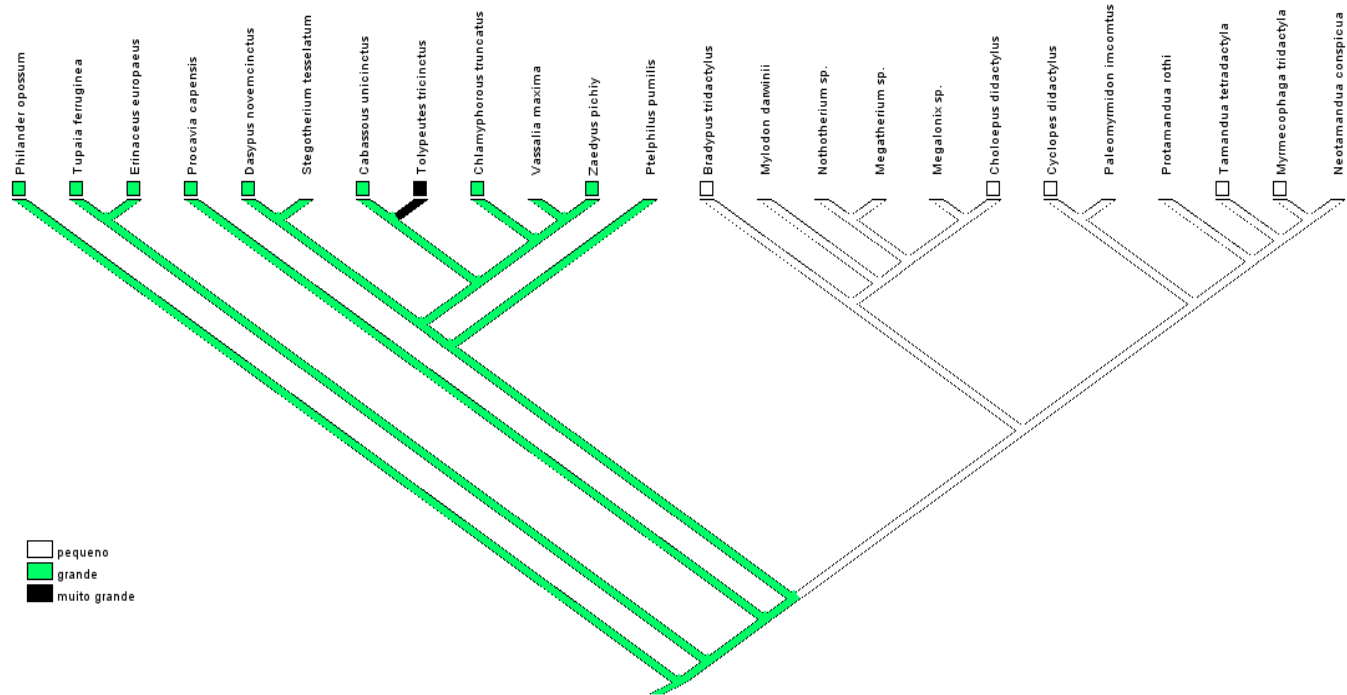 Philander opossum
Tupaia ferruginea
Erinaceus europaeus
Procavia capensis
Dasypus novemcinctus
Stegotherium tesselatum
Cabassous unicinctus
Tolypeutes tricinctus
Chlamyphorous truncatus
Vassalia maxima
Zaedyus pichiy
Ptelphilus pumilis
Bradypus tridactylus
Mylodon darwinii
Nothotherium sp.
Megatherium sp.
Megalonix sp.
Choloepus didactylus
Cyclopes didactylus
Paleomyrmidon imcomtus
Protamandua rothi
Tamandua tetradactyla
Myrmecophaga tridactyla
Neotamandua conspicua
pequeno
grande
muito grande